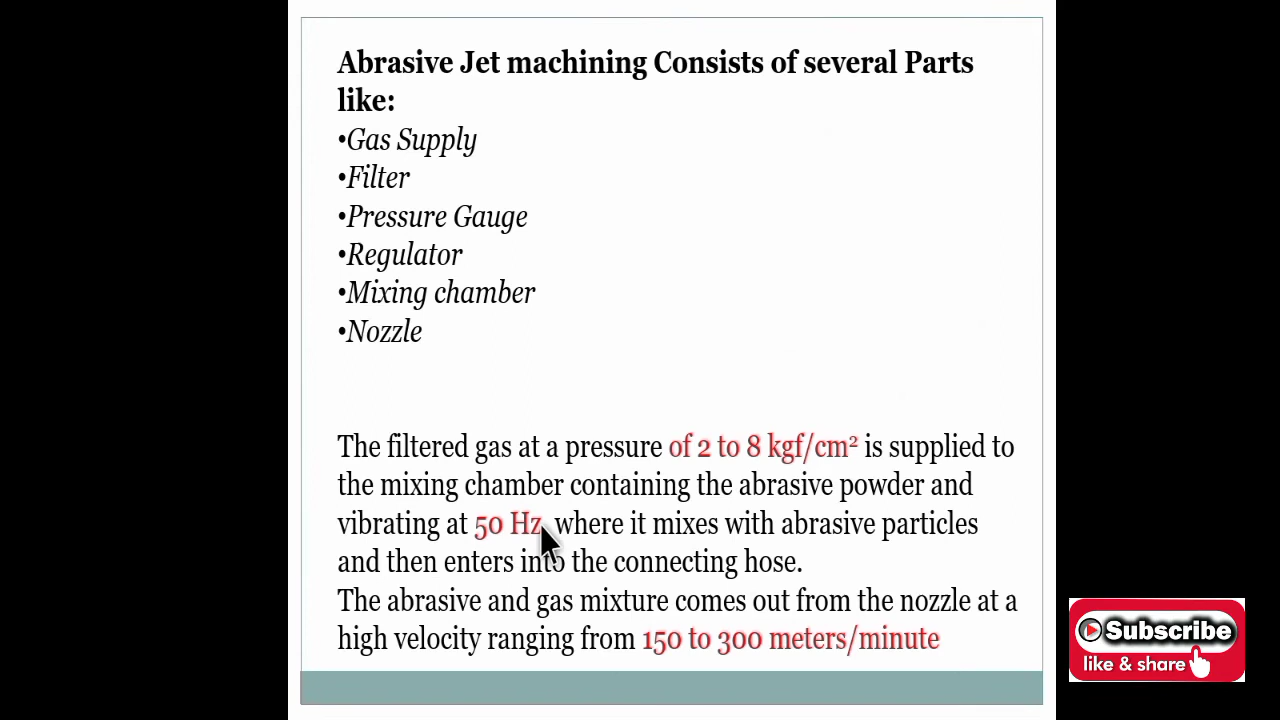 Abrasive Jet machining Consists of several Parts
like:
•Gas Supply
•Filter
•Pressure Gauge
•Regulator
•Mixing chamber
•Nozzle
The filtered gas at a pressure of 2 to 8 kgf/cm² is supplied to
the mixing chamber containing the abrasive powder and
vibrating at 50 Hz, where it mixes with abrasive particles
and then enters into the connecting hose.
The abrasive and gas mixture comes out from the nozzle at a
high velocity ranging from 150 to 300 meters/minute
Subscribe
like & share